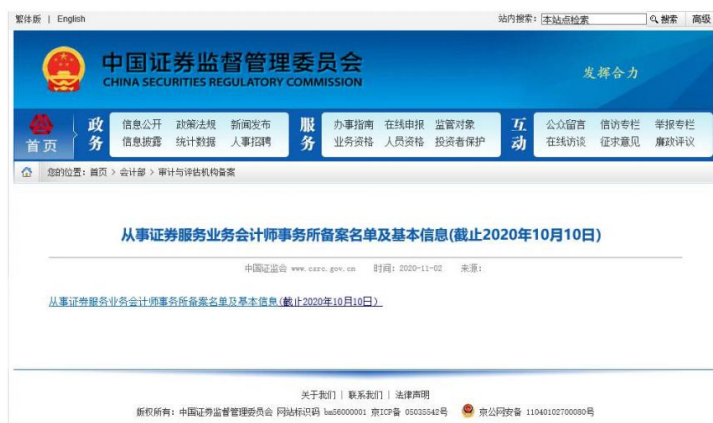 繁体版 | English 站内搜索: 本站点检索 搜索 高级
中国证券监督管理委员会
CHINA SECURITIES REGULATORY COMMISSION
发挥合力
首页
政务
信息公开 政策法规 新闻发布
信息披露 统计数据 人事招聘
服务
办事指南 在线申报 监管对象
业务资格 人员资格 投资者保护
互动
公众留言 信访专栏 举报专栏
在线访谈 征求意见 廉政评议
您的位置: 首页 > 会计部 > 审计与评估机构备案
从事证券服务业务会计师事务所备案名单及基本信息(截止2020年10月10日)
中国证监会 www.csrc.gov.cn 时间: 2020-11-02 来源:
从事证券服务业务会计师事务所备案名单及基本信息(截止2020年10月10日)
关于我们 | 联系我们 | 法律声明
版权所有: 中国证券监督管理委员会 网站标识码 bm56000001 京ICP备 05035542号 京公网安备 11040102700080号